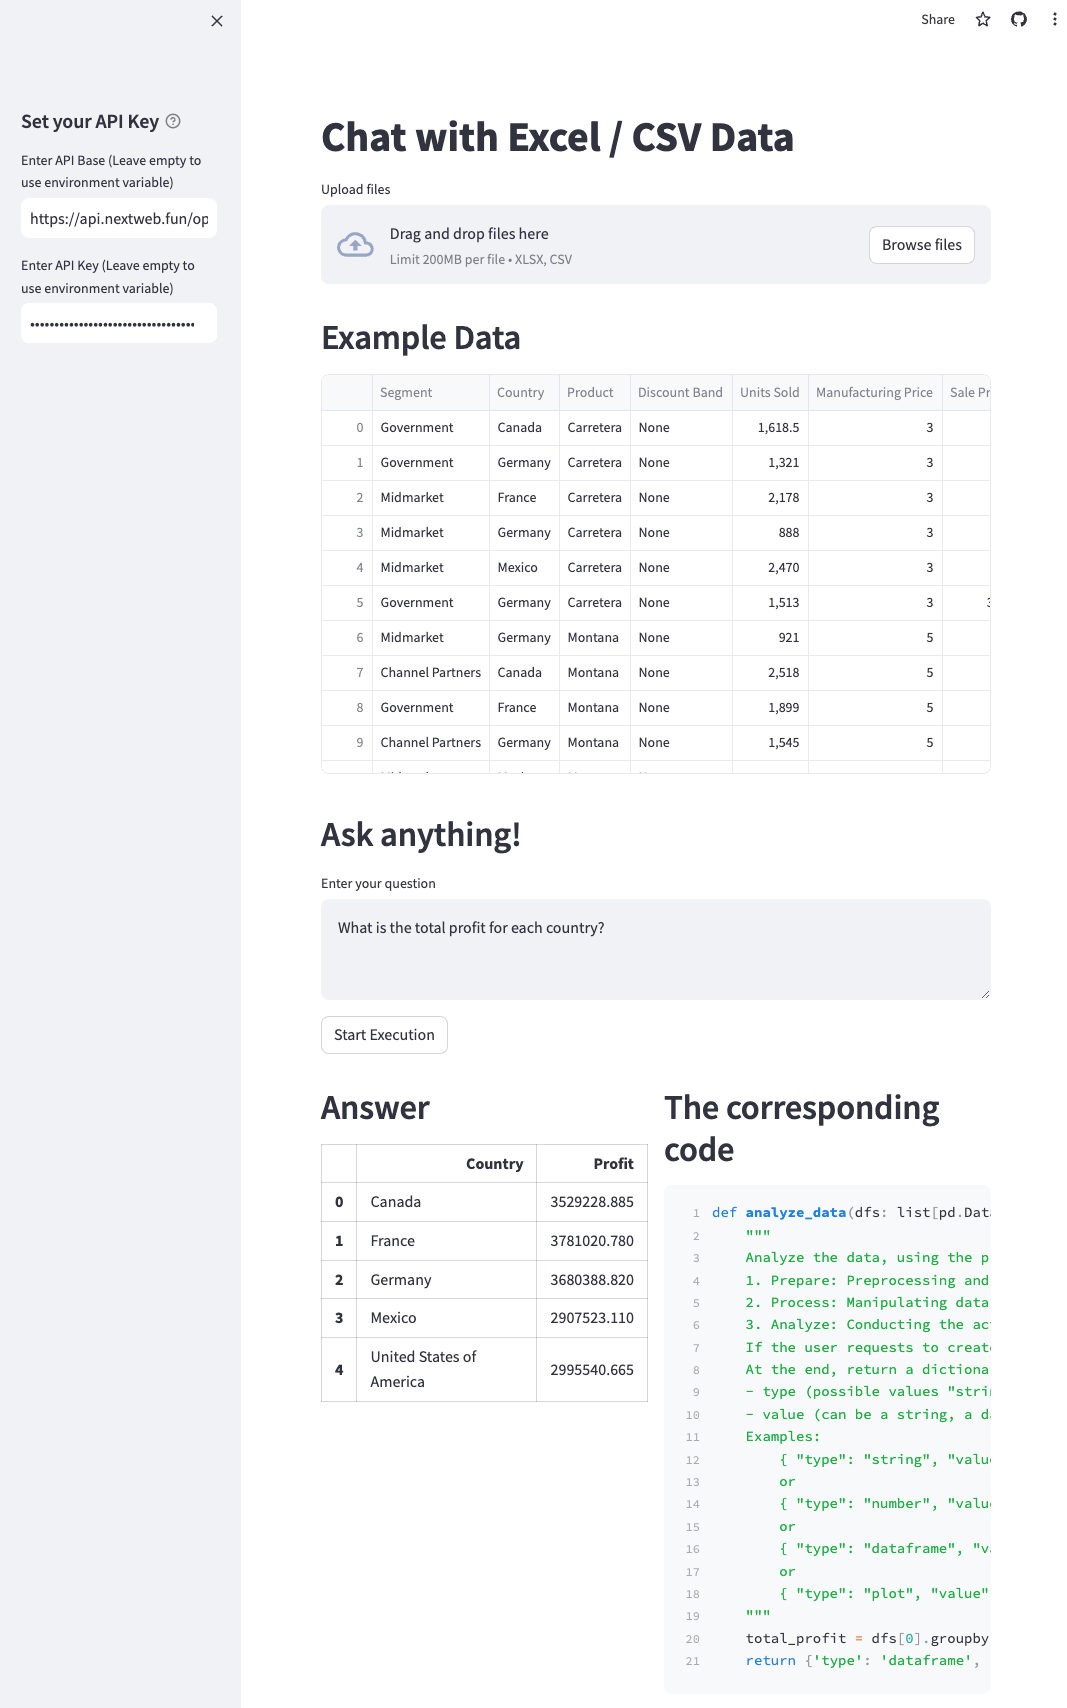 Share
Set your API Key
Enter API Base (Leave empty to
use environment variable)
https://api.nextweb.fun/op
Enter API Key (Leave empty to
use environment variable)
••••••••••••••••••••••••••••••••••
Chat with Excel / CSV Data
Upload files
Drag and drop files here
Limit 200MB per file • XLSX, CSV
Browse files
Example Data
Segment Country Product Discount Band Units Sold Manufacturing Price Sale Pr
0 Government Canada Carretera None 1,618.5 3
1 Government Germany Carretera None 1,321 3
2 Midmarket France Carretera None 2,178 3
3 Midmarket Germany Carretera None 888 3
4 Midmarket Mexico Carretera None 2,470 3
5 Government Germany Carretera None 1,513 3
6 Midmarket Germany Montana None 921 5
7 Channel Partners Canada Montana None 2,518 5
8 Government France Montana None 1,899 5
9 Channel Partners Germany Montana None 1,545 5
Ask anything!
Enter your question
What is the total profit for each country?
Start Execution
Answer
Country Profit
0 Canada 3529228.885
1 France 3781020.780
2 Germany 3680388.820
3 Mexico 2907523.110
4 United States of America 2995540.665
The corresponding
code
1 def analyze_data(dfs: list[pd.Dat
2 """
3 Analyze the data, using the p
4 1. Prepare: Preprocessing and
5 2. Process: Manipulating data
6 3. Analyze: Conducting the ac
7 If the user requests to create
8 At the end, return a dictiona
9 - type (possible values "stri
10 - value (can be a string, a d
11 Examples:
12 { "type": "string", "valu
13 or
14 { "type": "number", "valu
15 or
16 { "type": "dataframe", "va
17 or
18 { "type": "plot", "value"
19 """
20 total_profit = dfs[0].groupby
21 return {'type': 'dataframe',